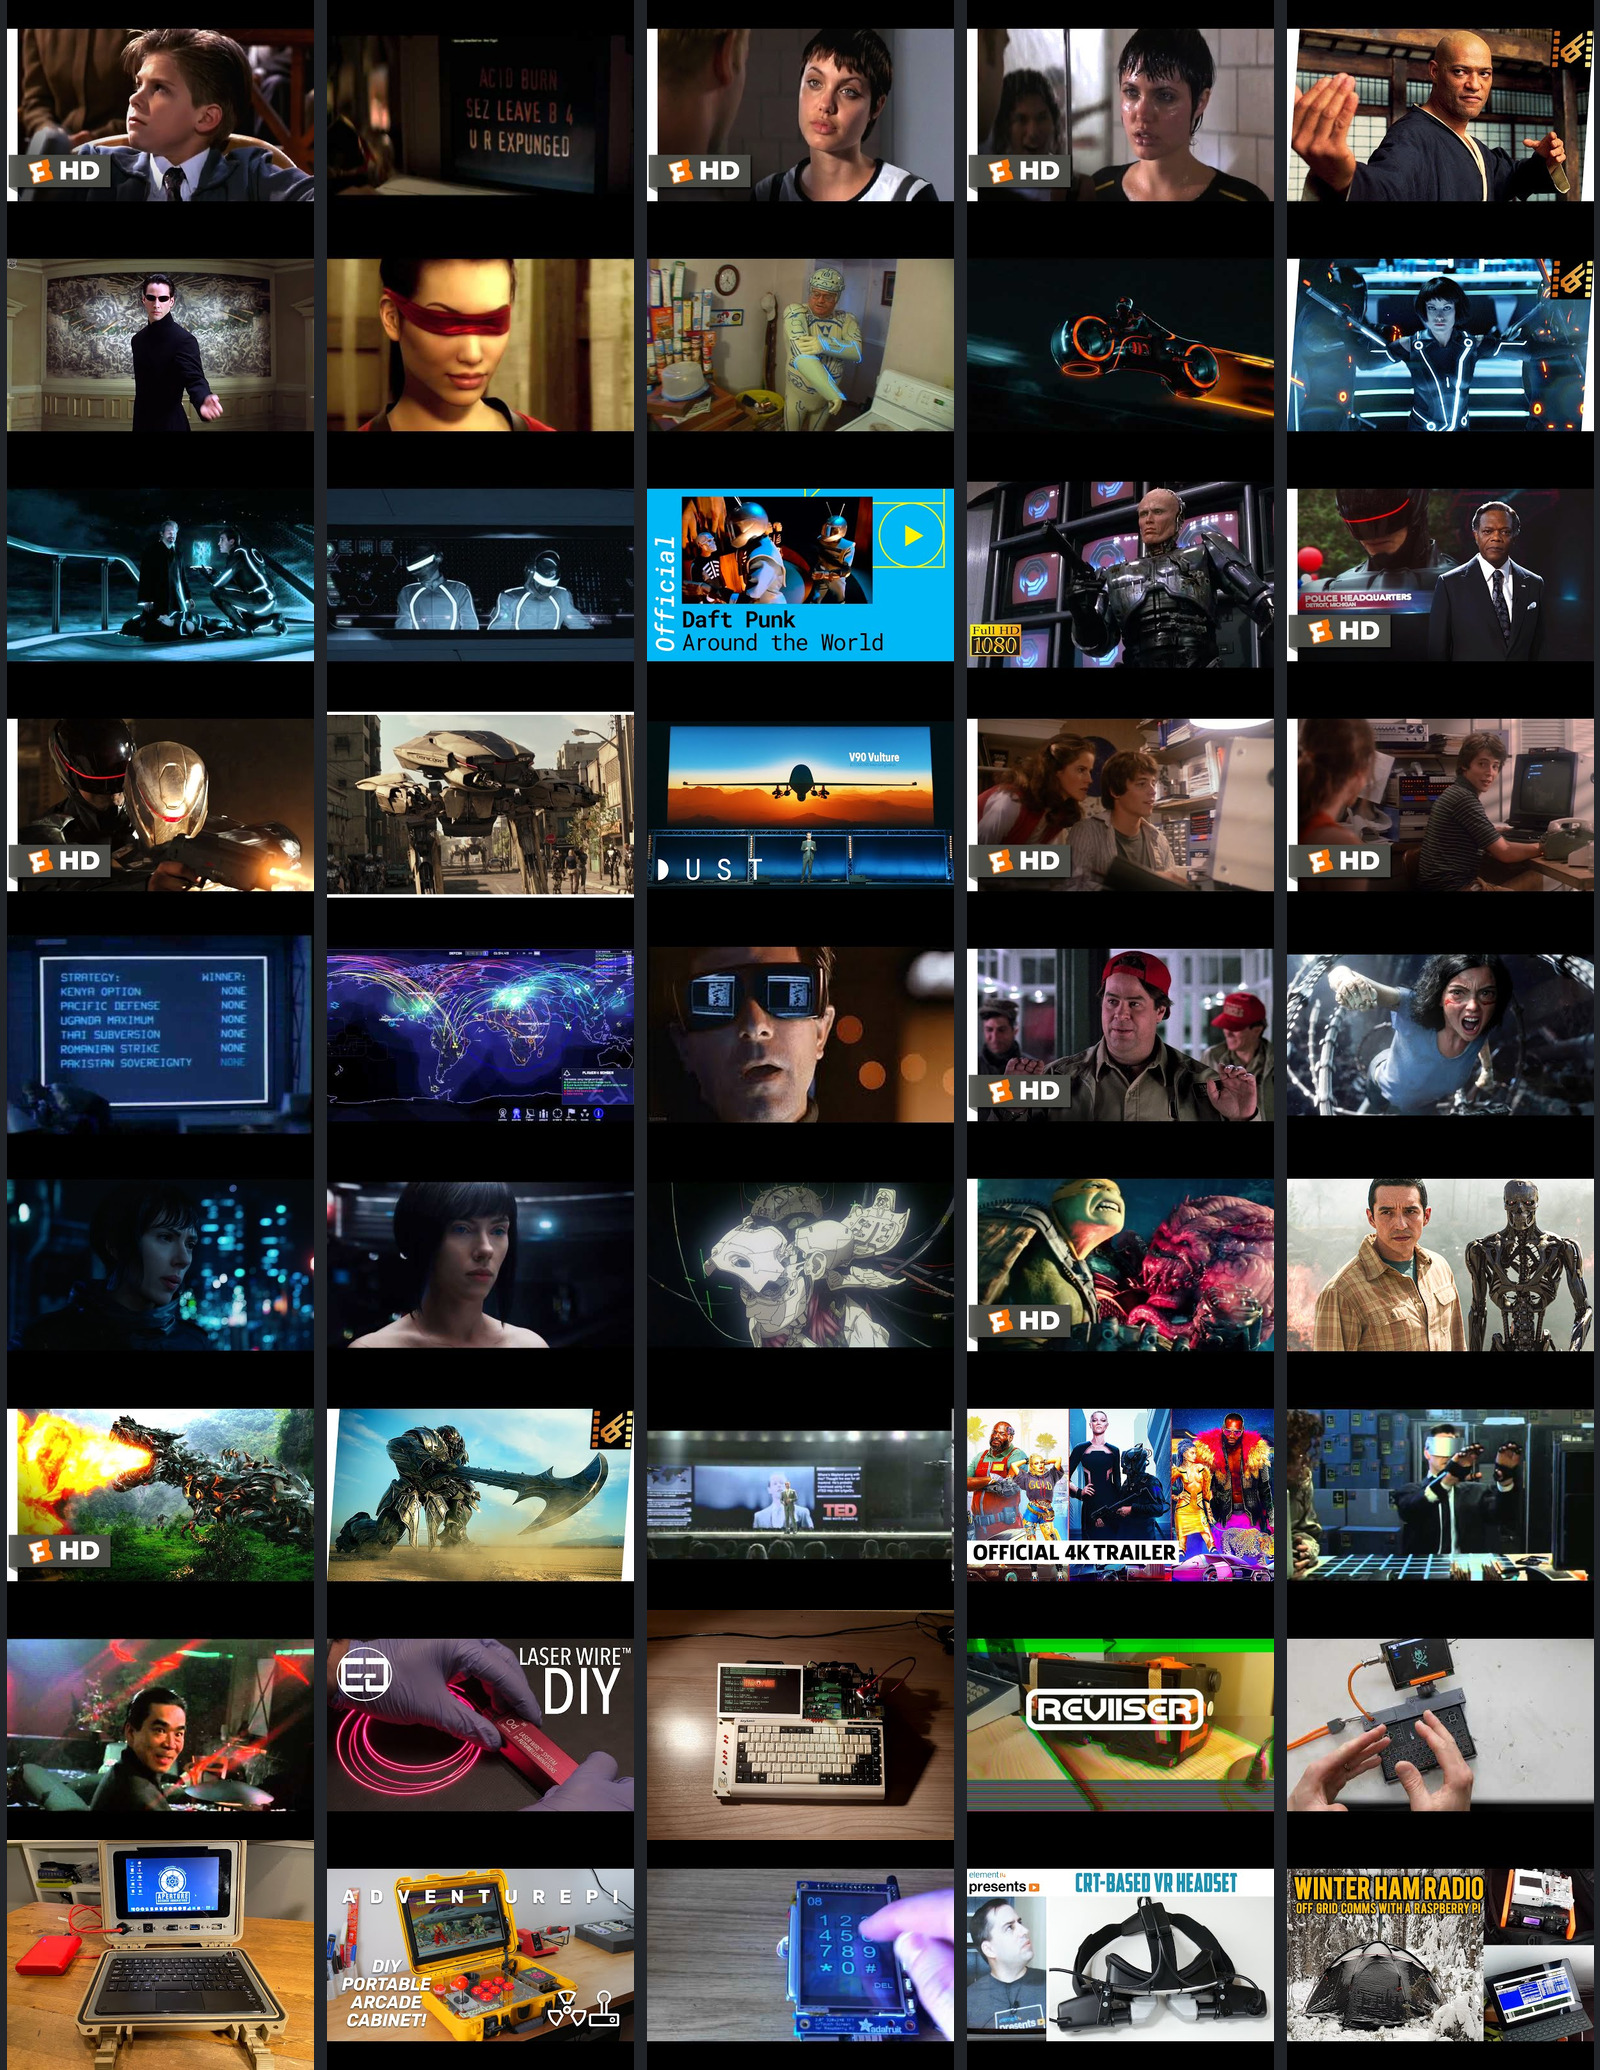 HD
ACID BURN
SEZ LEAVE B 4
U R EXPUNGED
HD
HD
Official
Daft Punk
Around the World
Full HD
1080
POLICE HEADQUARTERS
DETROIT, MICHIGAN
HD
HD
V90 Vulture
DUST
HD
HD
STRATEGY: WINNER:
KENYA OPTION NONE
PACIFIC DEFENSE NONE
UGANDA MAXIMUM NONE
THAI SUBVERSION NONE
ROMANIAN STRIKE NONE
PAKISTAN SOVEREIGNTY NONE
HD
HD
HD
TED
OFFICIAL 4K TRAILER
LASER WIRE™
DIY
REVIISER
APERTURE
ADVENTUREPI
DIY
PORTABLE
ARCADE
CABINET!
08
1 2
4 5 6
7 8 9
* 0 #
DEL
adafruit
element14
presents
CRT-BASED VR HEADSET
presents
WINTER HAM RADIO
OFF GRID COMMS WITH A RASPBERRY PI